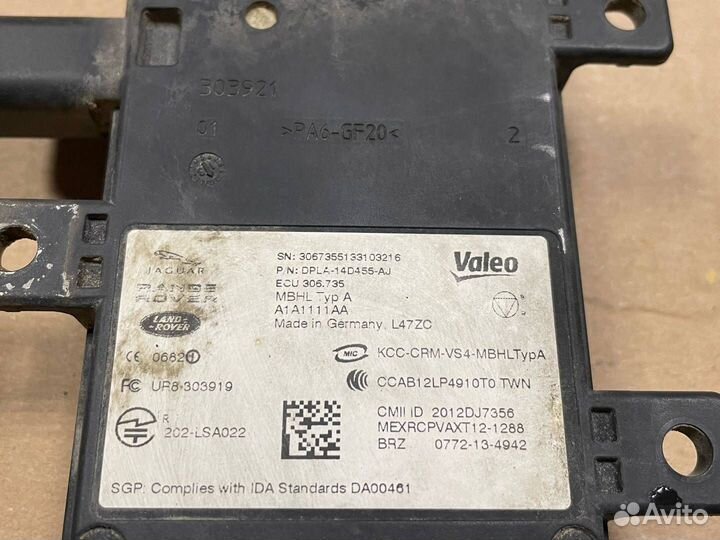 303921
01 >PA6-GF20< 2
JAGUAR
RANGE
ROVER
LAND-
-ROVER
SN: 3067355133103216
P/N: DPLA-14D455-AJ
ECU 306.735
MBHL Typ A
A1A1111AA
Made in Germany, L47ZC
Valeo
CE 0682
FC UR8-303919
R
202-LSA022
MIC KCC-CRM-VS4-MBHLTypA
CCAB12LP4910T0 TWN
CMII ID 2012DJ7356
MEXRCPVAXT12-1288
BRZ 0772-13-4942
SGP: Complies with IDA Standards DA00461
Avito